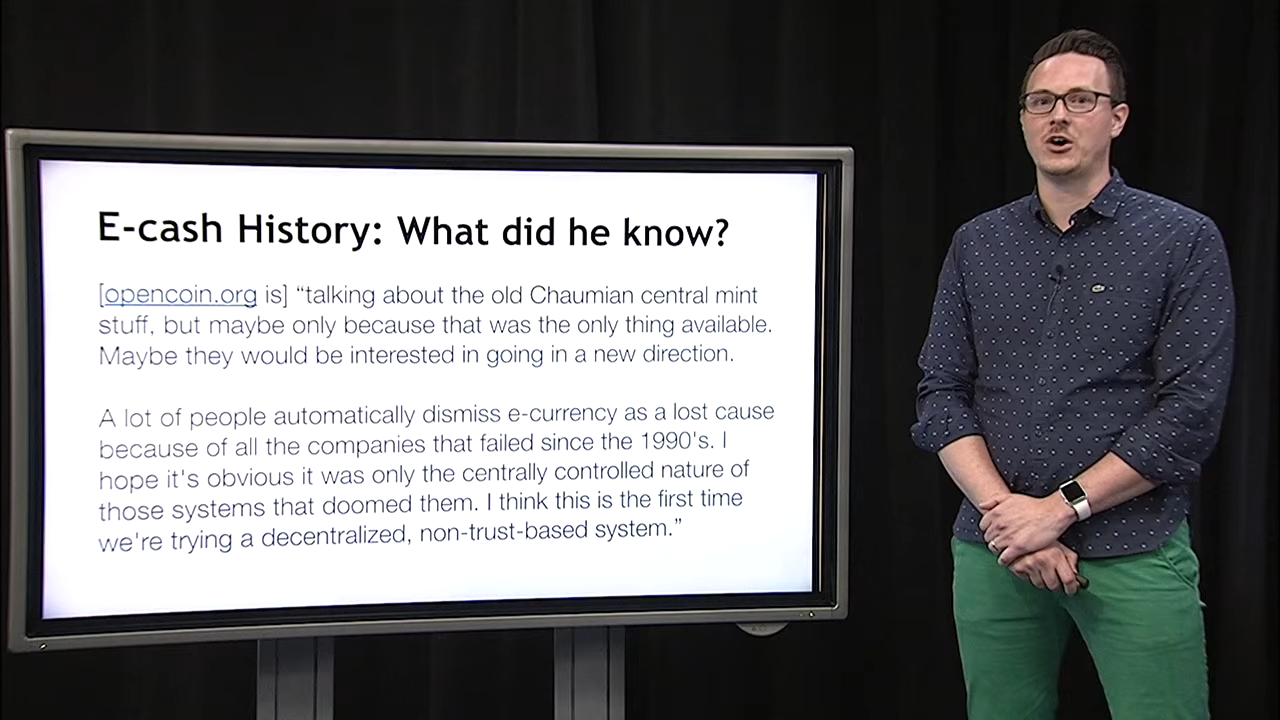 E-cash History: What did he know?
[opencoin.org is] “talking about the old Chaumian central mint
stuff, but maybe only because that was the only thing available.
Maybe they would be interested in going in a new direction.
A lot of people automatically dismiss e-currency as a lost cause
because of all the companies that failed since the 1990's. I
hope it's obvious it was only the centrally controlled nature of
those systems that doomed them. I think this is the first time
we're trying a decentralized, non-trust-based system.”